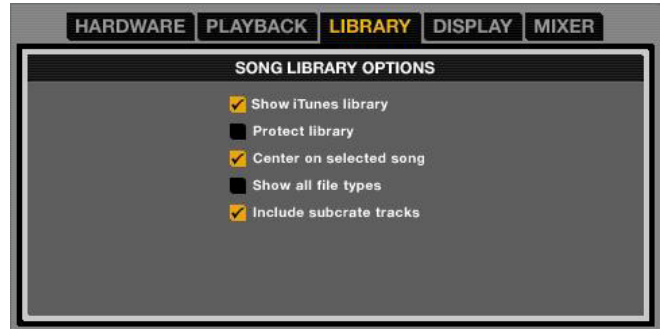 HARDWARE PLAYBACK LIBRARY DISPLAY MIXER
SONG LIBRARY OPTIONS
Show iTunes library
Protect library
Center on selected song
Show all file types
Include subcrate tracks